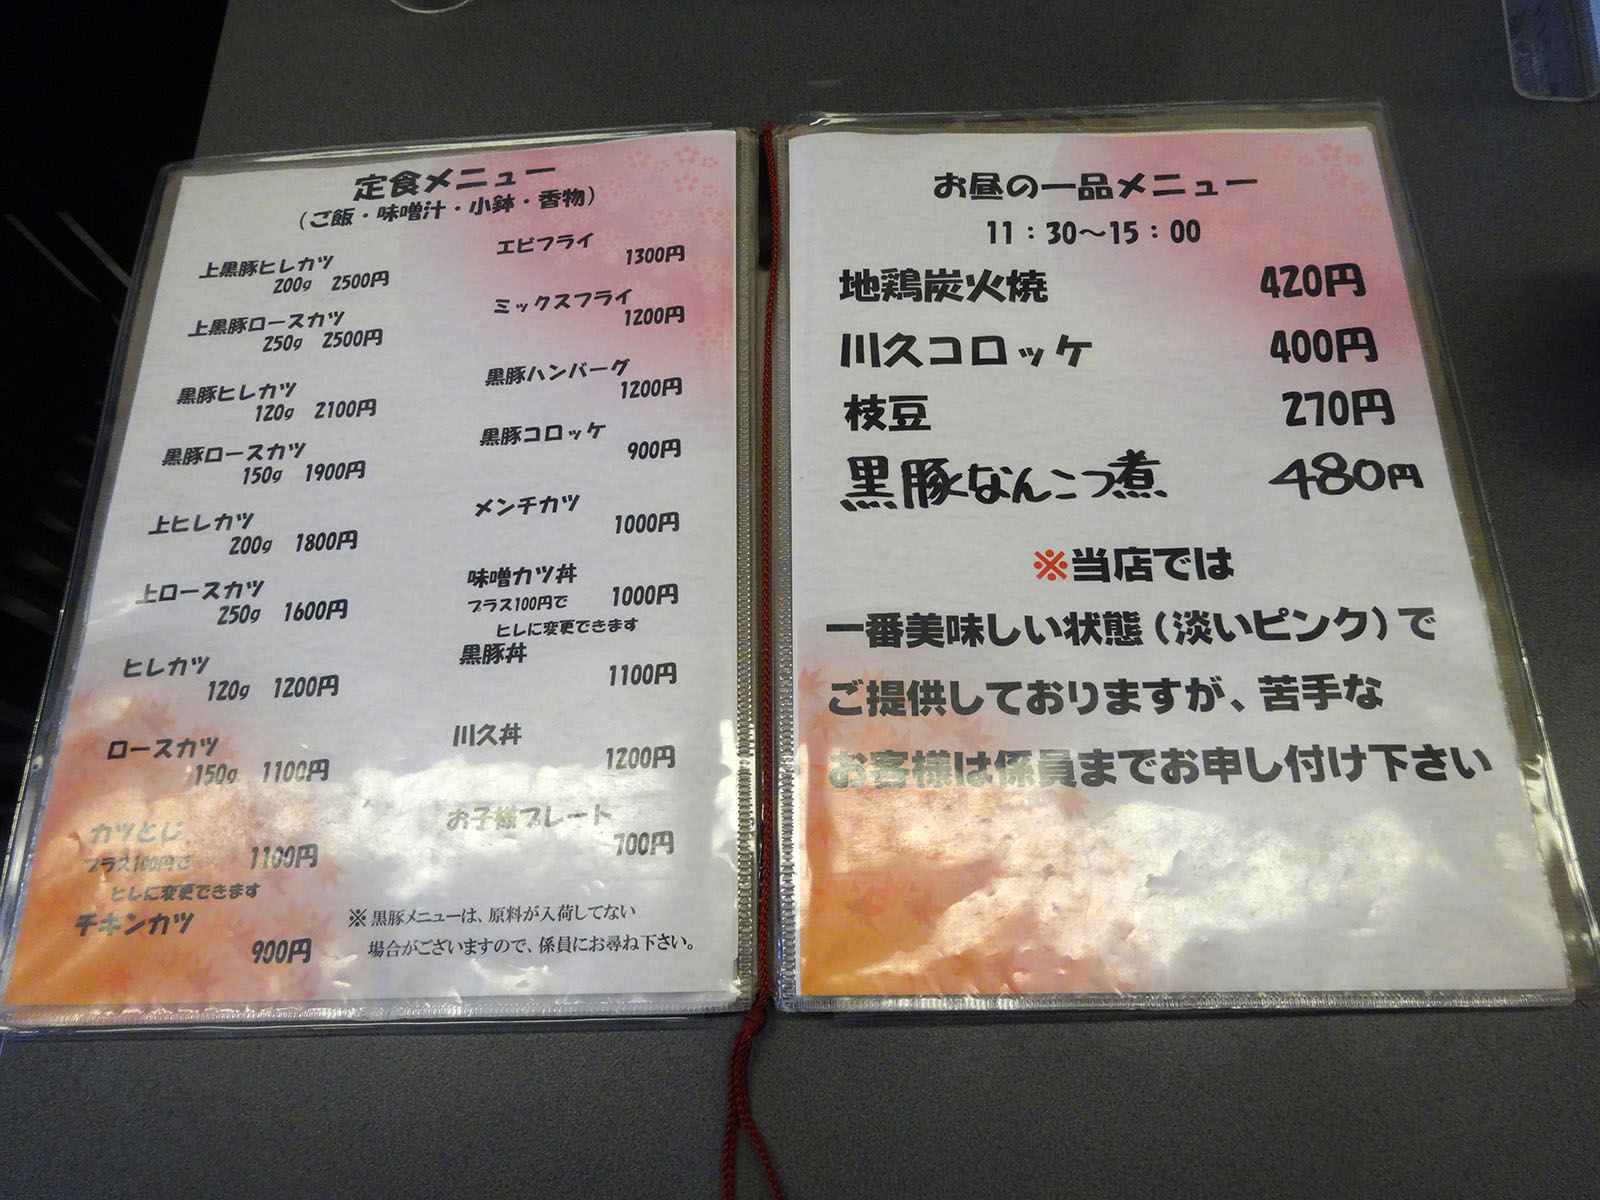 定食メニュー
（ご飯・味噌汁・小鉢・香物）
上黒豚ヒレカツ
200g 2500円
上黒豚ロースカツ
250g 2500円
黒豚ヒレカツ
120g 2100円
黒豚ロースカツ
150g 1900円
上ヒレカツ
200g 1800円
上ロースカツ
250g 1600円
ヒレカツ
120g 1200円
ロースカツ
150g 1100円
カツとじ
プラス100円で 1100円
ヒレに変更できます
チキンカツ
900円
エビフライ
1300円
ミックスフライ
1200円
黒豚ハンバーグ
1200円
黒豚コロッケ
900円
メンチカツ
1000円
味噌カツ丼
プラス100円で 1000円
ヒレに変更できます
黒豚丼
1100円
川久丼
1200円
お子様プレート
700円
※黒豚メニューは、原料が入荷してない
場合がございますので、係員にお尋ね下さい。
お昼の一品メニュー
11：30～15：00
地鶏炭火焼 420円
川久コロッケ 400円
枝豆 270円
黒豚なんこつ煮 480円
※当店では
一番美味しい状態（淡いピンク）で
ご提供しておりますが、苦手な
お客様は係員までお申し付け下さい